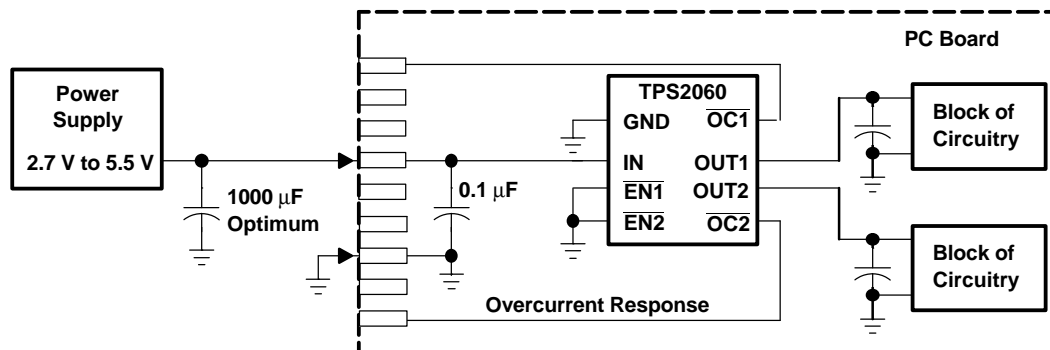 PC Board
Power
Supply
2.7 V to 5.5 V
1000 μF
Optimum
0.1 μF
TPS2060
GND
IN
EN1
EN2
OC1
OUT1
OUT2
OC2
Block of
Circuitry
Block of
Circuitry
Overcurrent Response